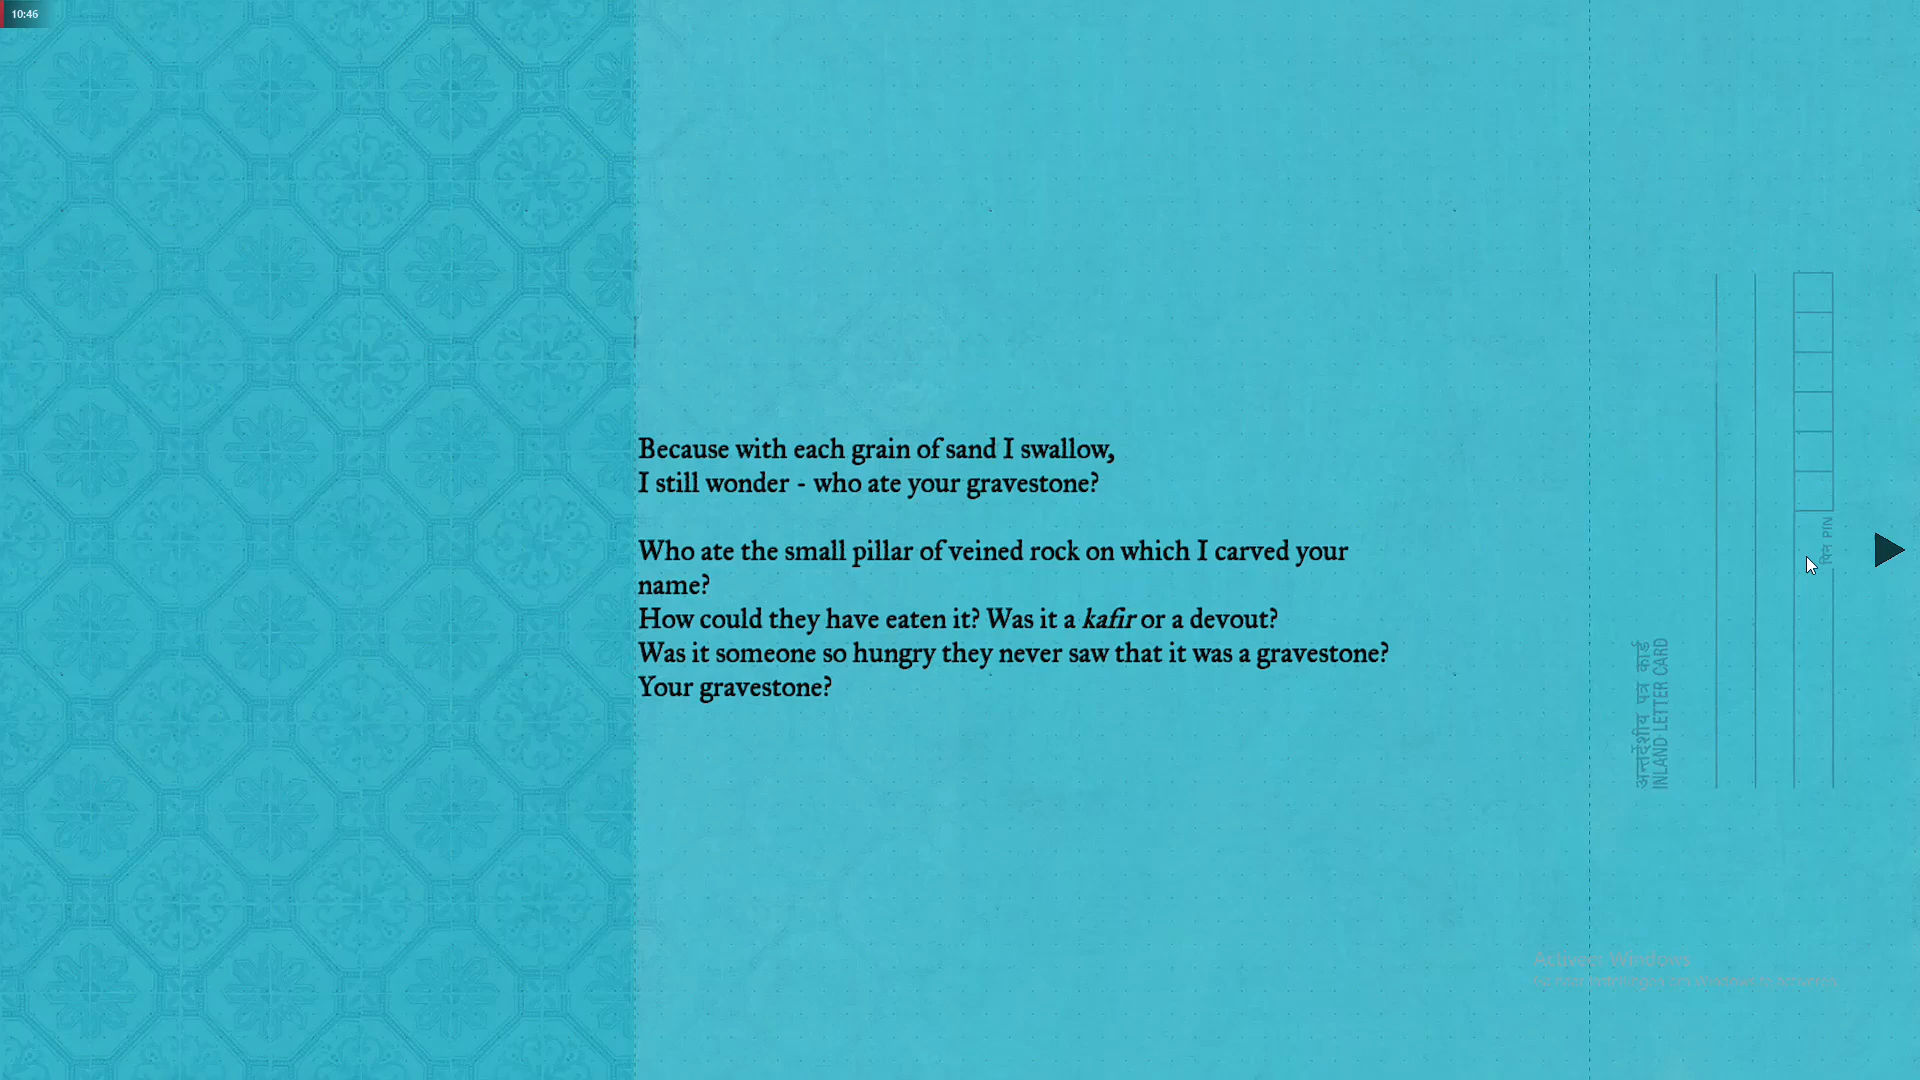 10:46
Because with each grain of sand I swallow,
I still wonder - who ate your gravestone?
Who ate the small pillar of veined rock on which I carved your
name?
How could they have eaten it? Was it a kafir or a devout?
Was it someone so hungry they never saw that it was a gravestone?
Your gravestone?
पिन PIN
अन्तर्देशीय पत्र कार्ड
INLAND LETTER CARD
Activeer Windows